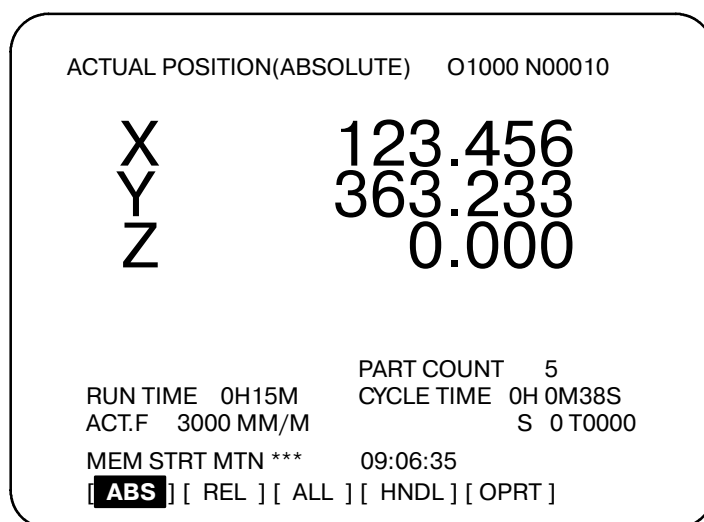 ACTUAL POSITION(ABSOLUTE) O1000 N00010
X 123.456
Y 363.233
Z 0.000
PART COUNT 5
RUN TIME 0H15M CYCLE TIME 0H 0M38S
ACT.F 3000 MM/M S 0 T0000
MEM STRT MTN *** 09:06:35
[ ABS ] [ REL ] [ ALL ] [ HNDL ] [ OPRT ]